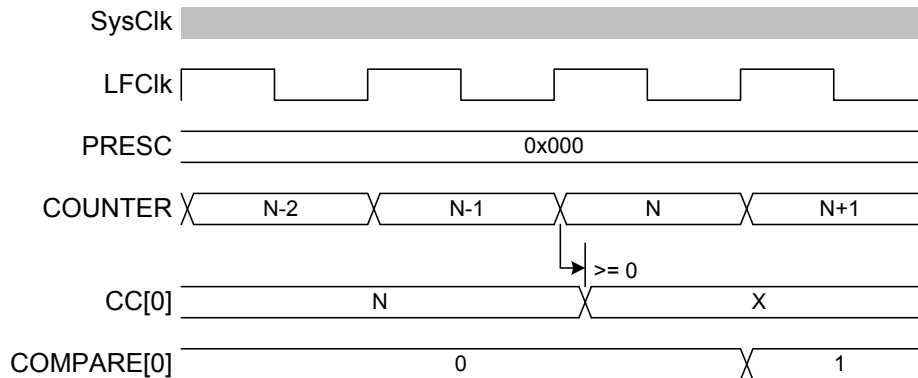 SysClk
LFClk
PRESC 0x000
COUNTER N-2 N-1 N N+1
>= 0
CC[0] N X
COMPARE[0] 0 1